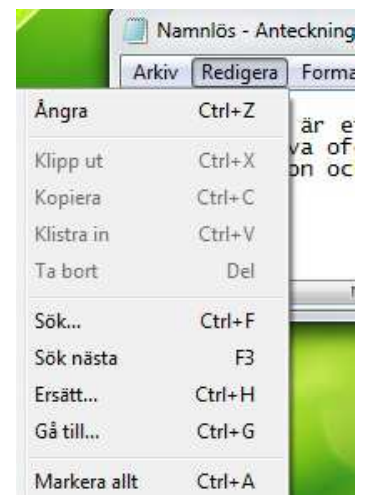 Namnlös - Anteckning
Arkiv Redigera Forma
Ångra Ctrl+Z
Klipp ut Ctrl+X
Kopiera Ctrl+C
Klistra in Ctrl+V
Ta bort Del
Sök... Ctrl+F
Sök nästa F3
Ersätt... Ctrl+H
Gå till... Ctrl+G
Markera allt Ctrl+A
är e
va of
on oc